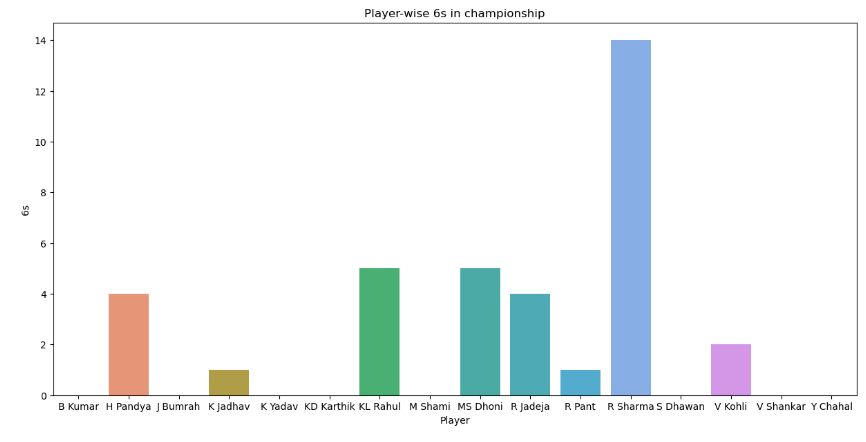 Player-wise 6s in championship
14
12
10
8
6
4
2
0
6s
B Kumar H Pandya J Bumrah K Jadhav K Yadav KD Karthik KL Rahul M Shami MS Dhoni R Jadeja R Pant R Sharma S Dhawan V Kohli V Shankar Y Chahal
Player